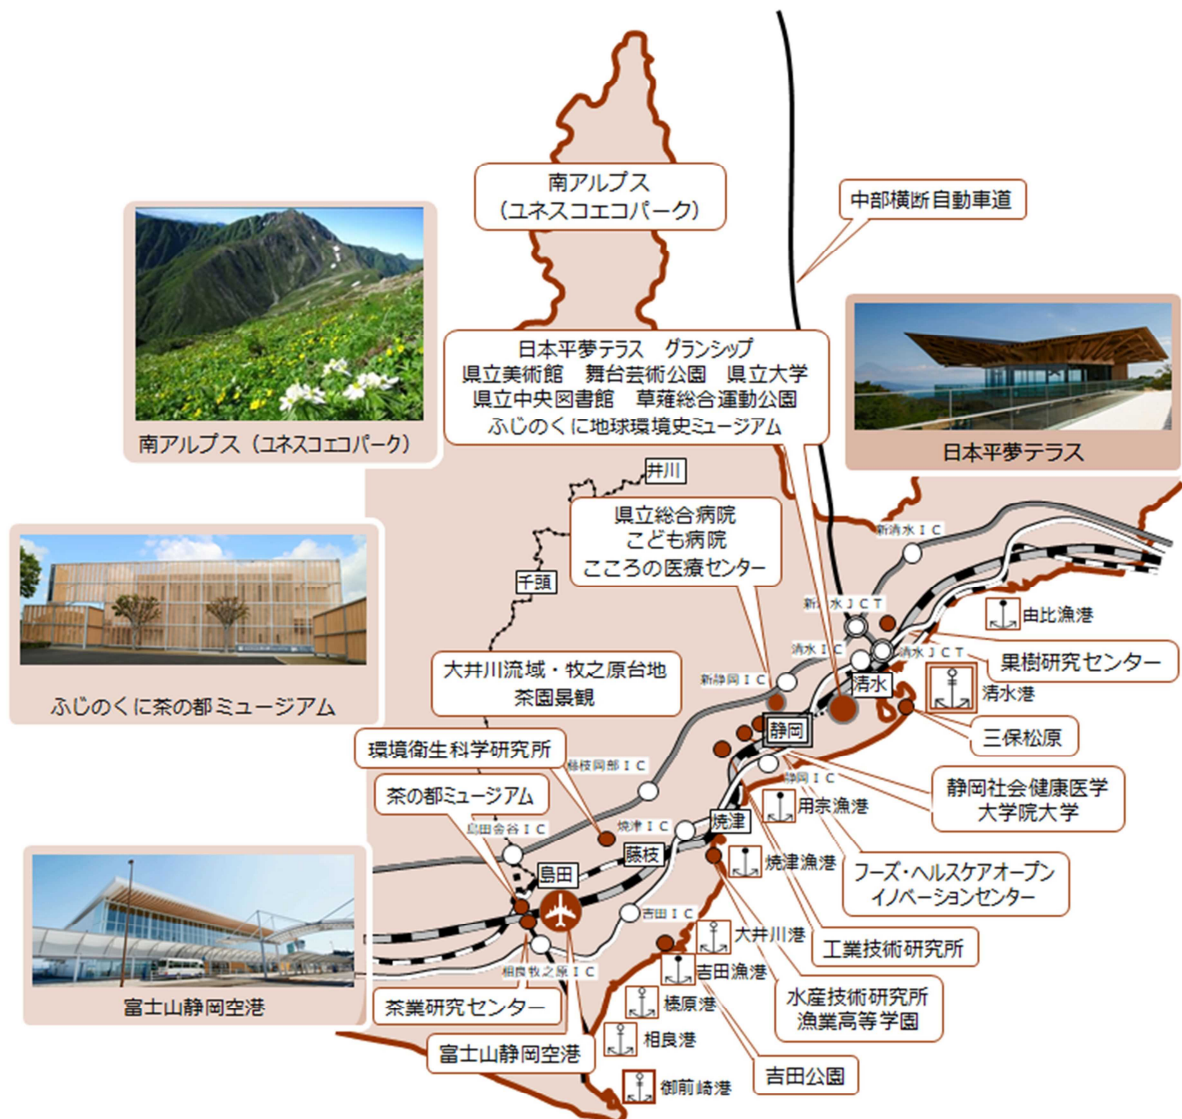 南アルプス
(ユネスコエコパーク)
中部横断自動車道
南アルプス(ユネスコエコパーク)
日本平夢テラス グランシップ
県立美術館 舞台芸術公園 県立大学
県立中央図書館 草薙総合運動公園
ふじのくに地球環境史ミュージアム
日本平夢テラス
井川
県立総合病院
こども病院
こころの医療センター
新清水IC
千頭
新清水JCT
由比漁港
清水IC
清水JCT
果樹研究センター
大井川流域・牧之原台地
茶園景観
新静岡IC
清水
清水港
ふじのくに茶の都ミュージアム
静岡
三保松原
環境衛生科学研究所
藤枝岡部IC
静岡IC
静岡社会健康医学
大学院大学
茶の都ミュージアム
用宗漁港
島田金谷IC
焼津IC
焼津
藤枝
焼津漁港
フーズ・ヘルスケアオープン
イノベーションセンター
島田
吉田IC
大井川港
工業技術研究所
相良牧之原IC
吉田漁港
富士山静岡空港
茶業研究センター
榛原港
水産技術研究所
漁業高等学園
富士山静岡空港
相良港
吉田公園
御前崎港